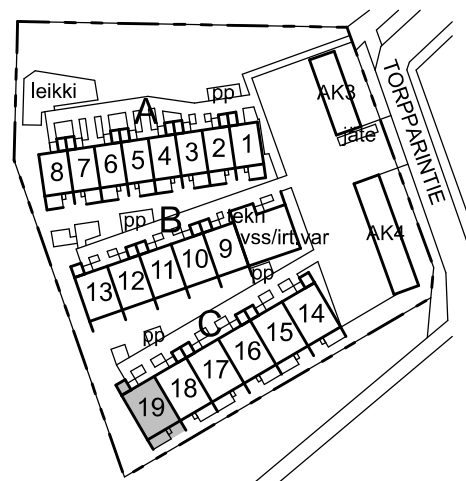 leikki
A
pp
AK3
jäte
TORPPARINTIE
8 7 6 5 4 3 2 1
B
pp
tekn
vss/irt.var
AK4
13 12 11 10 9
pp
C
pp
19 18 17 16 15 14